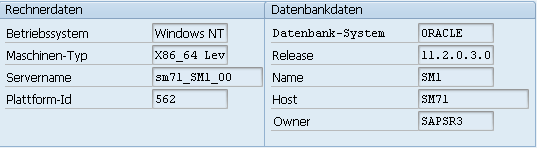 Rechnerdaten Datenbankdaten
Betriebssystem Windows NT Datenbank-System ORACLE
Maschinen-Typ X86_64 Lev Release 11.2.0.3.0
Servername sm71_SM1_00 Name SM1
Plattform-Id 562 Host SM71
Owner SAPSR3